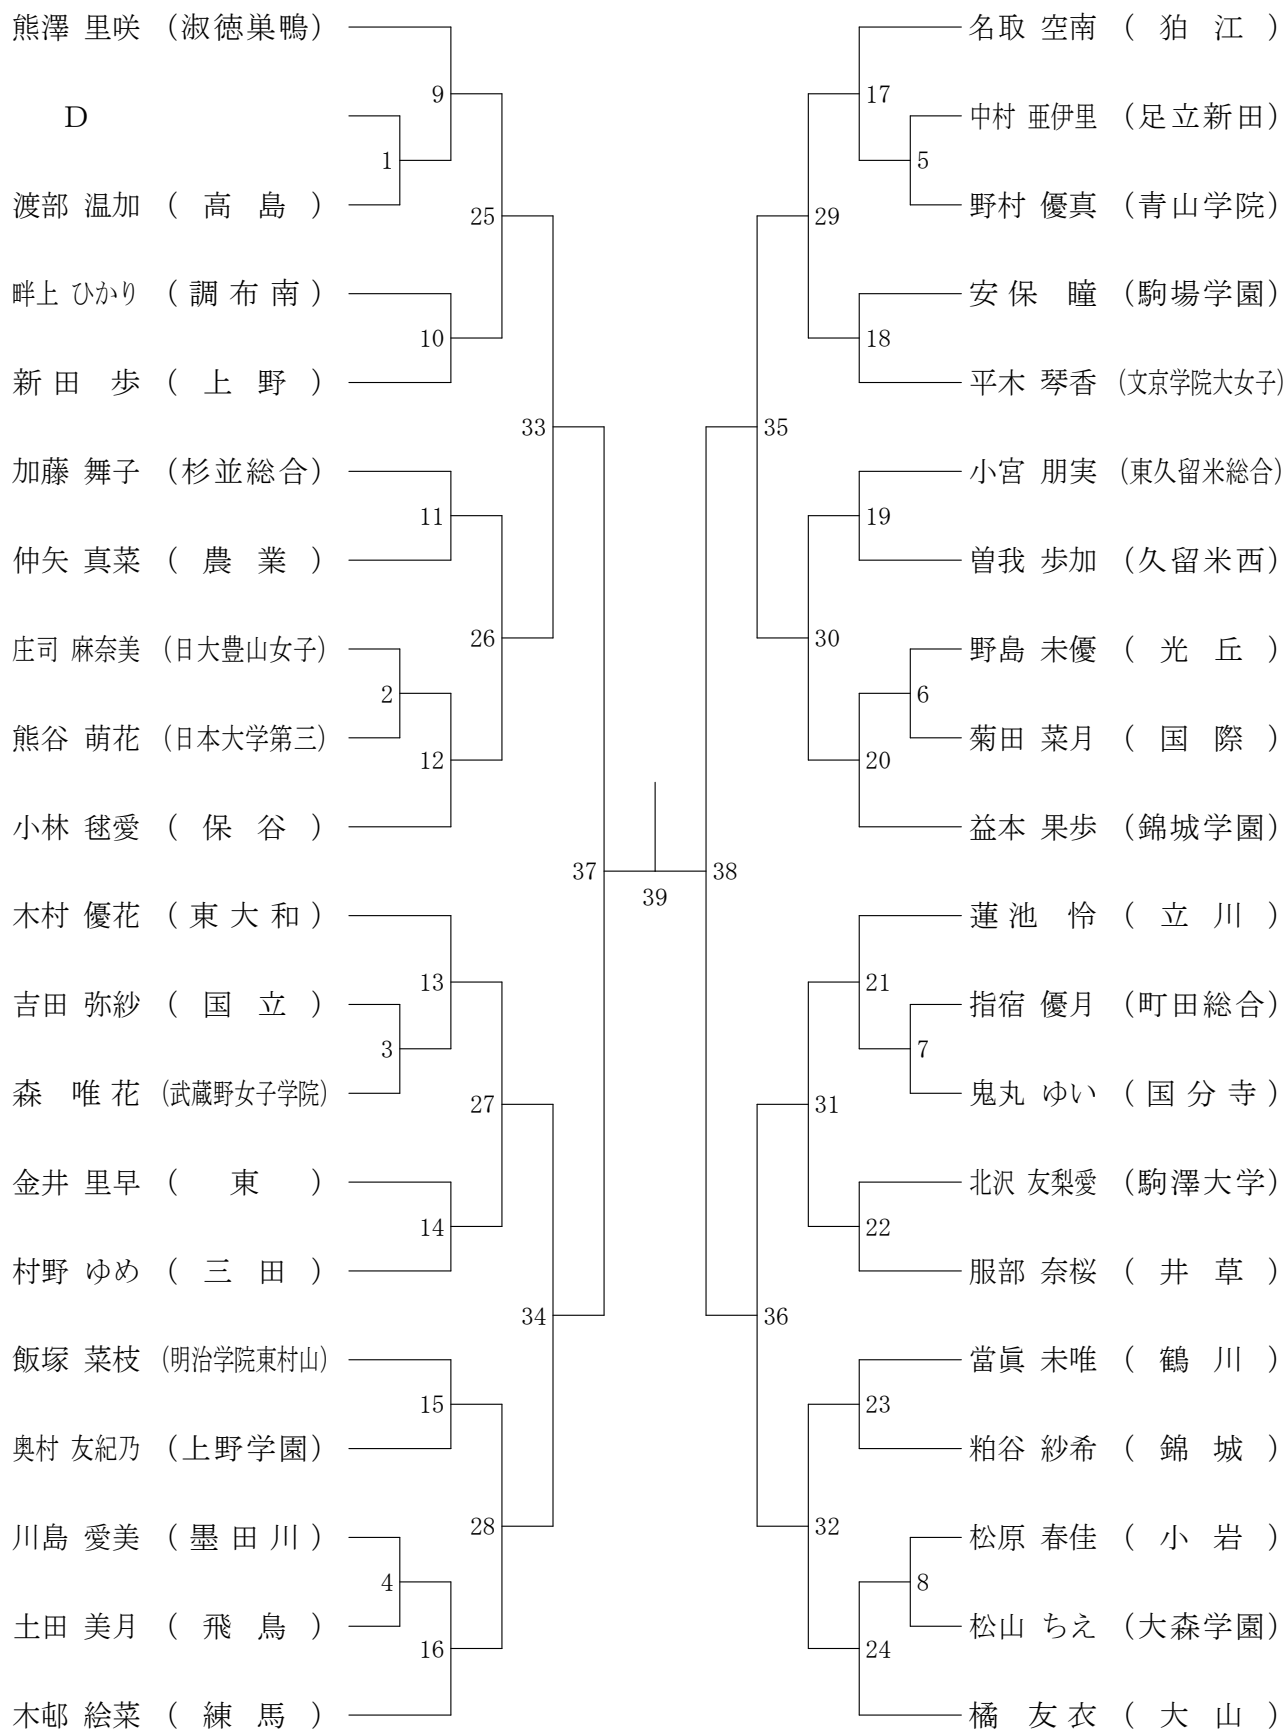 熊澤 里咲 (淑徳巣鴨)
D
渡部 温加 ( 高 島 )
畔上 ひかり ( 調 布 南 )
新 田 歩 ( 上 野 )
加藤 舞子 (杉並総合)
仲矢 真菜 ( 農 業 )
庄司 麻奈美 (日大豊山女子)
熊谷 萌花 (日本大学第三)
小林 毬愛 ( 保 谷 )
木村 優花 ( 東 大 和 )
吉田 弥紗 ( 国 立 )
森 唯 花 (武蔵野女子学院)
金井 里早 ( 東 )
村野 ゆめ ( 三 田 )
飯塚 菜枝 (明治学院東村山)
奥村 友紀乃 (上野学園)
川島 愛美 ( 墨 田 川 )
土田 美月 ( 飛 鳥 )
木邨 絵菜 ( 練 馬 )
1
2
3
4
9
10
11
12
13
14
15
16
25
26
27
28
33
34
37
39
38
35
36
29
30
31
32
17
18
19
20
21
22
23
24
5
6
7
8
名取 空南 ( 狛 江 )
中村 亜伊里 (足立新田)
野村 優真 (青山学院)
安 保 瞳 (駒場学園)
平木 琴香 (文京学院大女子)
小宮 朋実 (東久留米総合)
曽我 歩加 (久留米西)
野島 未優 ( 光 丘 )
菊田 菜月 ( 国 際 )
益本 果歩 (錦城学園)
蓮 池 怜 ( 立 川 )
指宿 優月 (町田総合)
鬼丸 ゆい ( 国 分 寺 )
北沢 友梨愛 (駒澤大学)
服部 奈桜 ( 井 草 )
當眞 未唯 ( 鶴 川 )
粕谷 紗希 ( 錦 城 )
松原 春佳 ( 小 岩 )
松山 ちえ (大森学園)
橘 友 衣 ( 大 山 )